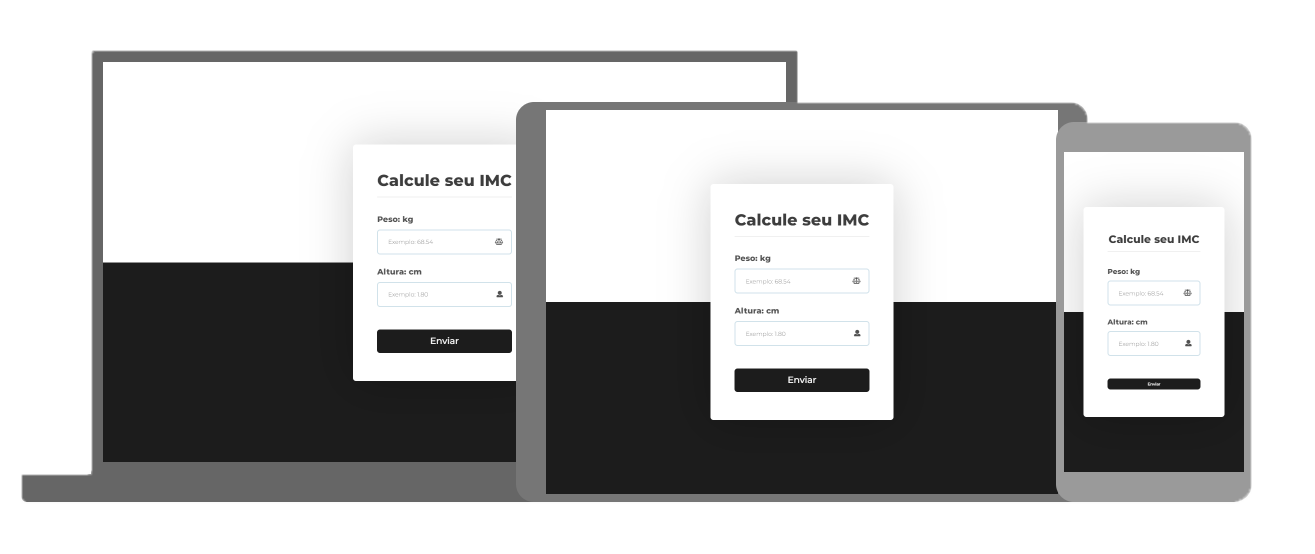 Calcule seu IMC
Peso: kg
Exemplo: 68.54
Altura: cm
Exemplo: 1.80
Enviar
Calcule seu IMC
Peso: kg
Exemplo: 68.54
Altura: cm
Exemplo: 1.80
Enviar
Calcule seu IMC
Peso: kg
Exemplo: 68.54
Altura: cm
Exemplo: 1.80
Enviar